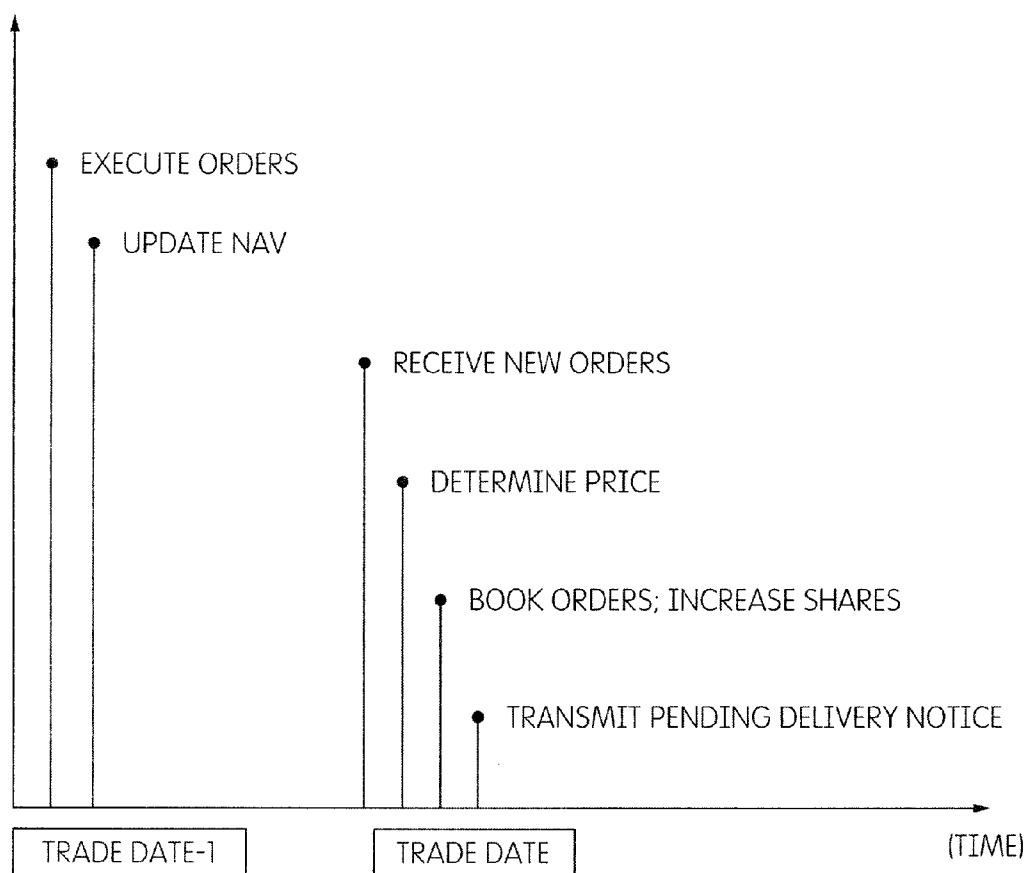 EXECUTE ORDERS
UPDATE NAV
RECEIVE NEW ORDERS
DETERMINE PRICE
BOOK ORDERS; INCREASE SHARES
TRANSMIT PENDING DELIVERY NOTICE
TRADE DATE-1
TRADE DATE
(TIME)